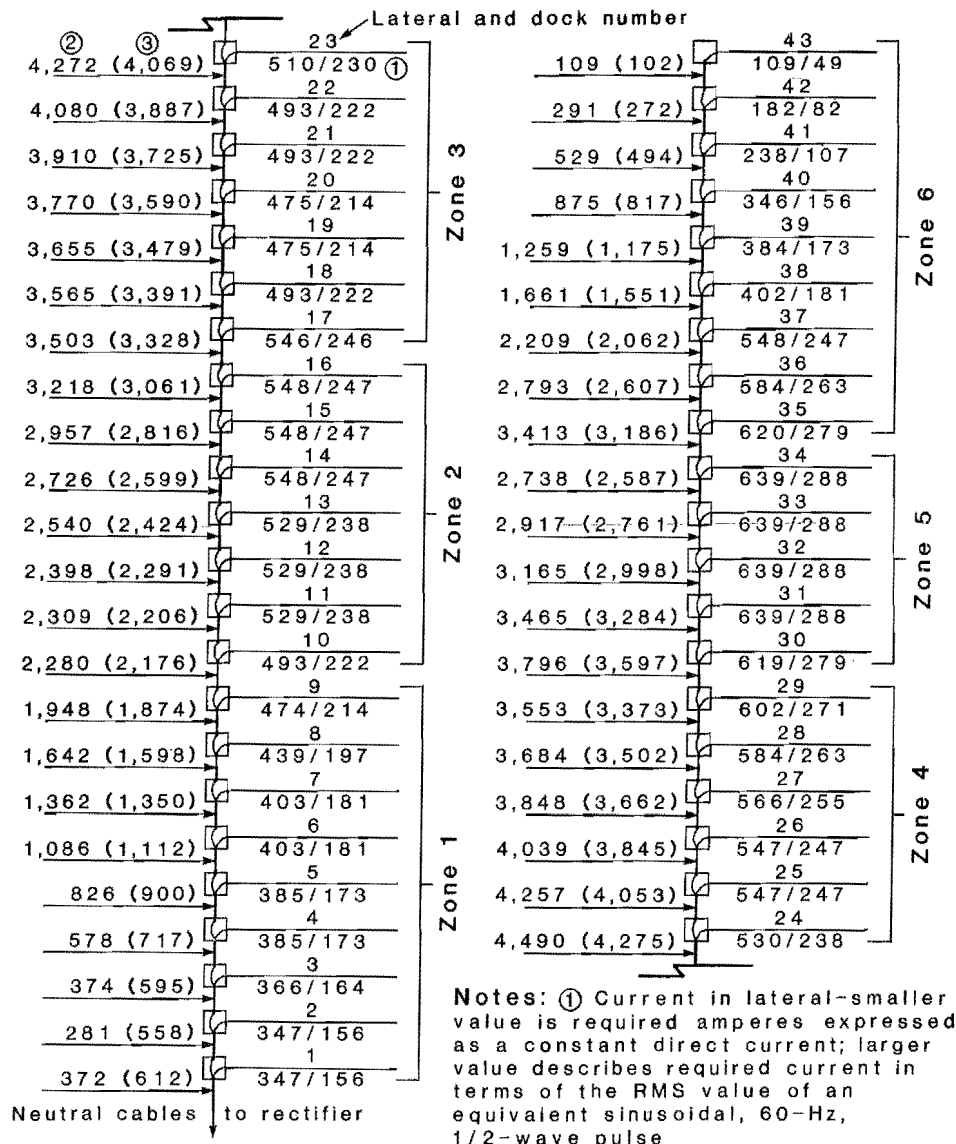 Lateral and dock number
② ③
4,272 (4,069) 23 510/230 ①
4,080 (3,887) 22 493/222
3,910 (3,725) 21 493/222
3,770 (3,590) 20 475/214
3,655 (3,479) 19 475/214
3,565 (3,391) 18 493/222
3,503 (3,328) 17 546/246
Zone 3
3,218 (3,061) 16 548/247
2,957 (2,816) 15 548/247
2,726 (2,599) 14 548/247
2,540 (2,424) 13 529/238
2,398 (2,291) 12 529/238
2,309 (2,206) 11 529/238
2,280 (2,176) 10 493/222
Zone 2
1,948 (1,874) 9 474/214
1,642 (1,598) 8 439/197
1,362 (1,350) 7 403/181
1,086 (1,112) 6 403/181
826 (900) 5 385/173
578 (717) 4 385/173
374 (595) 3 366/164
281 (558) 2 347/156
372 (612) 1 347/156
Zone 1
Neutral cables to rectifier
109 (102) 43 109/49
291 (272) 42 182/82
529 (494) 41 238/107
875 (817) 40 346/156
1,259 (1,175) 39 384/173
1,661 (1,551) 38 402/181
2,209 (2,062) 37 548/247
2,793 (2,607) 36 584/263
3,413 (3,186) 35 620/279
Zone 6
2,738 (2,587) 34 639/288
2,917 (2,761) 33 639/288
3,165 (2,998) 32 639/288
3,465 (3,284) 31 639/288
3,796 (3,597) 30 619/279
Zone 5
3,553 (3,373) 29 602/271
3,684 (3,502) 28 584/263
3,848 (3,662) 27 566/255
4,039 (3,845) 26 547/247
4,257 (4,053) 25 547/247
4,490 (4,275) 24 530/238
Zone 4
Notes: ① Current in lateral-smaller
value is required amperes expressed
as a constant direct current; larger
value describes required current in
terms of the RMS value of an
equivalent sinusoidal, 60-Hz,
1/2-wave pulse